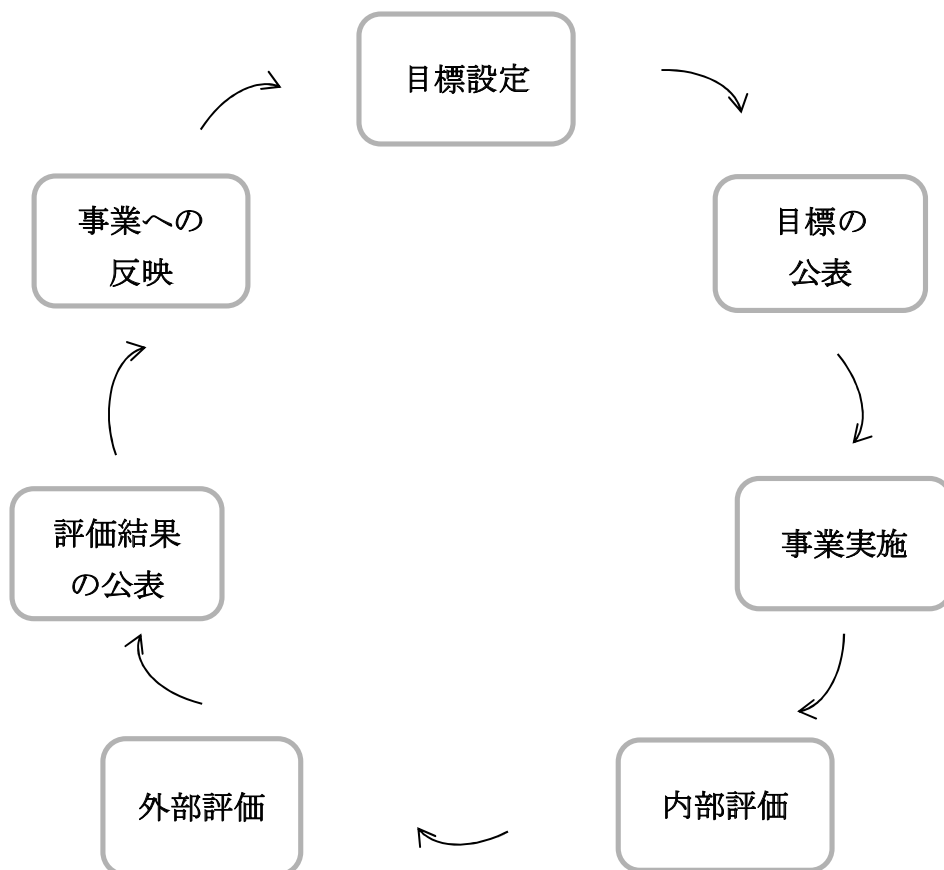 目標設定
目標の
公表
事業実施
内部評価
外部評価
評価結果
の公表
事業への
反映